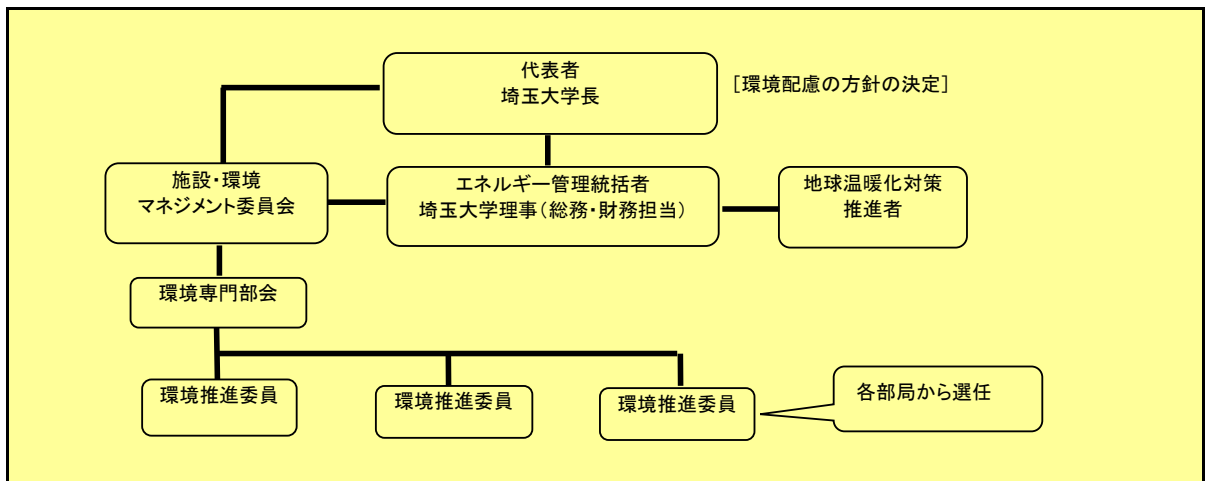 代表者
埼玉大学長
[環境配慮の方針の決定]
施設・環境
マネジメント委員会
エネルギー管理統括者
埼玉大学理事(総務・財務担当)
地球温暖化対策
推進者
環境専門部会
環境推進委員
環境推進委員
環境推進委員
各部局から選任